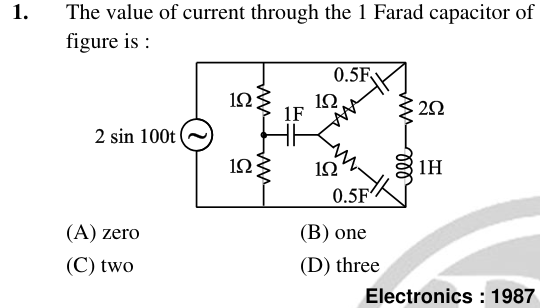 1. The value of current through the 1 Farad capacitor of
figure is :
0.5F
1Ω
1F
1Ω
2Ω
2 sin 100t
1Ω
1Ω
1H
0.5F
(A) zero (B) one
(C) two (D) three
Electronics : 1987